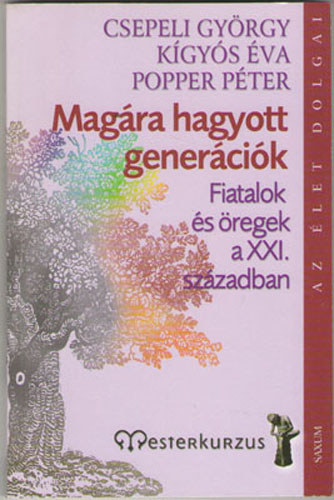 CSEPELI GYÖRGY
KÍGYÓS ÉVA
POPPER PÉTER
Magára hagyott
generációk
Fiatalok
és öregek
a XXI.
században
Mesterkurzus
AZ ÉLET DOLGAI
SAXUM